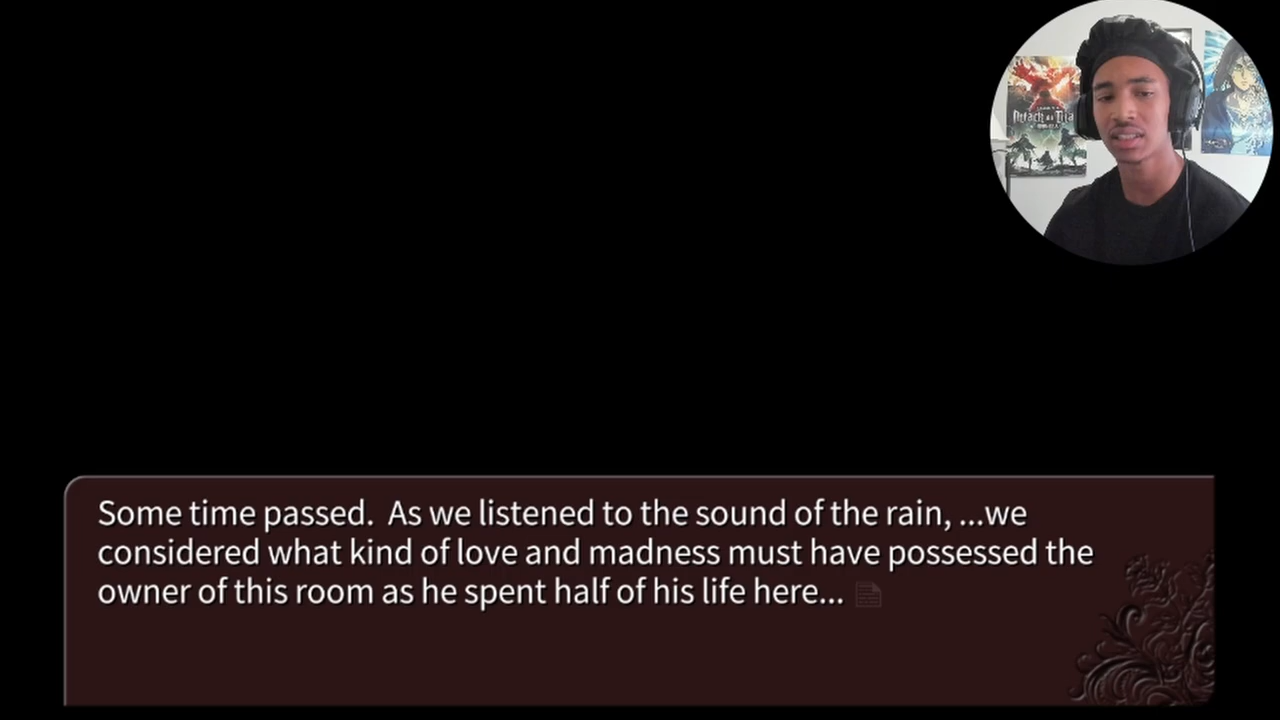 Some time passed.  As we listened to the sound of the rain, ...we
considered what kind of love and madness must have possessed the
owner of this room as he spent half of his life here...